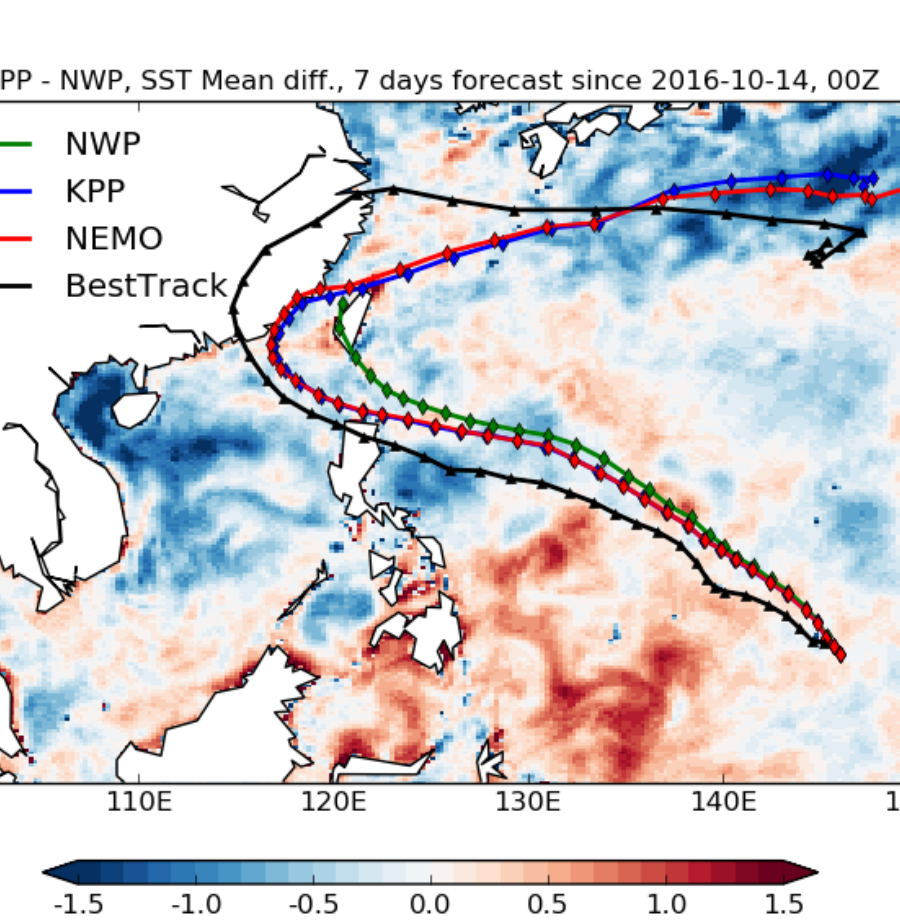 PP - NWP, SST Mean diff., 7 days forecast since 2016-10-14, 00Z
NWP
KPP
NEMO
BestTrack
110E 120E 130E 140E 1
-1.5 -1.0 -0.5 0.0 0.5 1.0 1.5